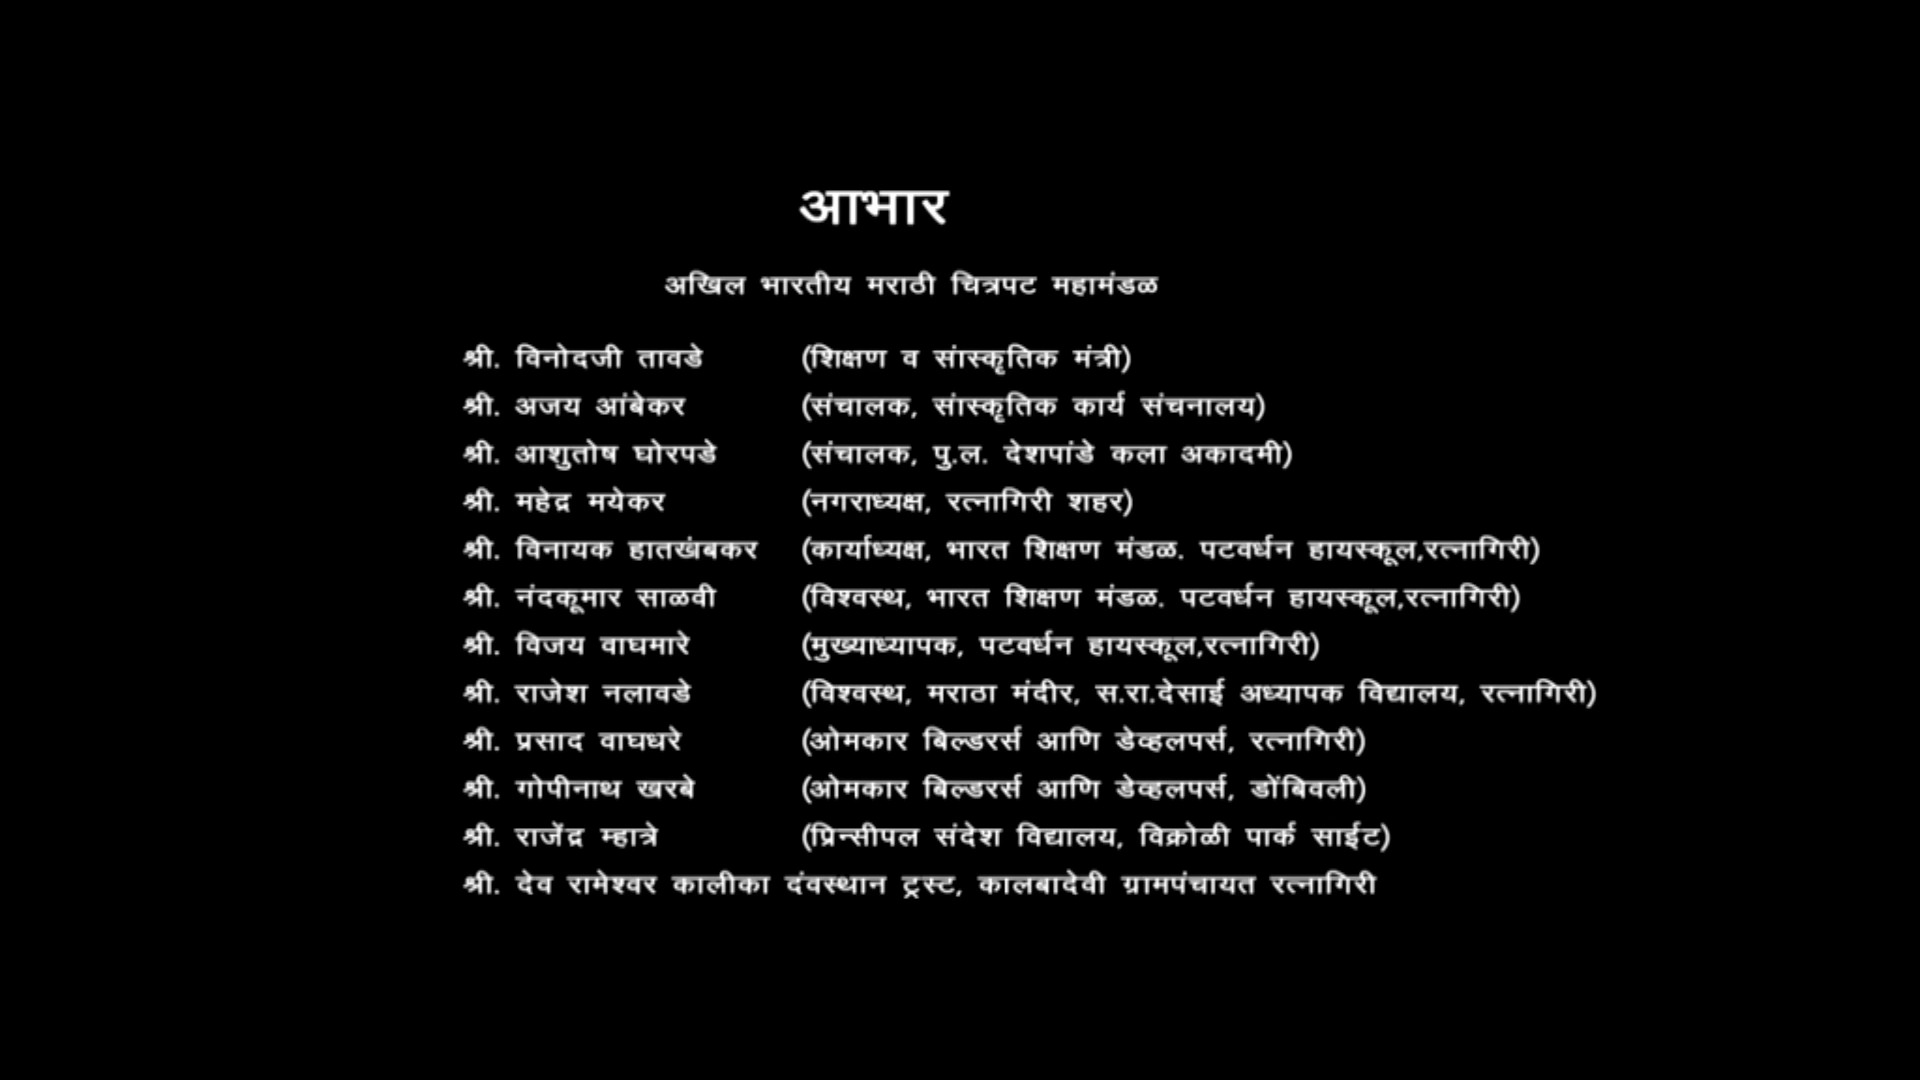 आभार
अखिल भारतीय मराठी चित्रपट महामंडळ
श्री. विनोदजी तावडे (शिक्षण व सांस्कृतिक मंत्री)
श्री. अजय आंबेकर (संचालक, सांस्कृतिक कार्य संचनालय)
श्री. आशुतोष घोरपडे (संचालक, पु.ल. देशपांडे कला अकादमी)
श्री. महेद्र मयेकर (नगराध्यक्ष, रत्नागिरी शहर)
श्री. विनायक हातखंबकर (कार्याध्यक्ष, भारत शिक्षण मंडळ. पटवर्धन हायस्कूल,रत्नागिरी)
श्री. नंदकूमार साळवी (विश्वस्थ, भारत शिक्षण मंडळ. पटवर्धन हायस्कूल,रत्नागिरी)
श्री. विजय वाघमारे (मुख्याध्यापक, पटवर्धन हायस्कूल,रत्नागिरी)
श्री. राजेश नलावडे (विश्वस्थ, मराठा मंदीर, स.रा.देसाई अध्यापक विद्यालय, रत्नागिरी)
श्री. प्रसाद वाघधरे (ओमकार बिल्डरर्स आणि डेव्हलपर्स, रत्नागिरी)
श्री. गोपीनाथ खरबे (ओमकार बिल्डरर्स आणि डेव्हलपर्स, डोंबिवली)
श्री. राजेंद्र म्हात्रे (प्रिन्सीपल संदेश विद्यालय, विक्रोळी पार्क साईट)
श्री. देव रामेश्वर कालीका दंवस्थान ट्रस्ट, कालबादेवी ग्रामपंचायत रत्नागिरी